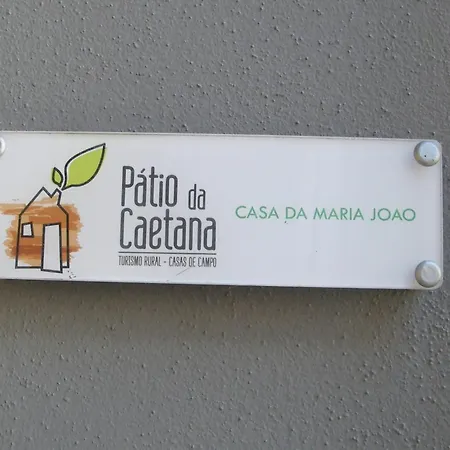 Pátio da
Caetana
TURISMO RURAL - CASAS DE CAMPO
CASA DA MARIA JOAO